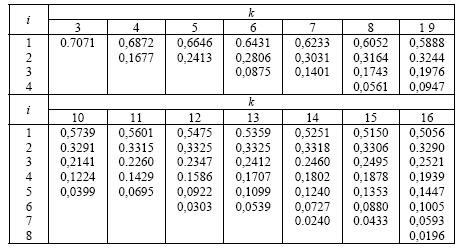 i k
3 4 5 6 7 8 1 9
1 0.7071 0,6872 0,6646 0.6431 0,6233 0,6052 0,5888
2 0,1677 0,2413 0,2806 0,3031 0,3164 0.3244
3 0,0875 0,1401 0,1743 0,1976
4 0,0561 0,0947
i k
10 11 12 13 14 15 16
1 0,5739 0,5601 0,5475 0,5359 0,5251 0,5150 0,5056
2 0.3291 0.3315 0,3325 0,3325 0,3318 0,3306 0.3290
3 0,2141 0.2260 0.2347 0,2412 0.2460 0,2495 0,2521
4 0,1224 0.1429 0.1586 0,1707 0,1802 0,1878 0,1939
5 0,0399 0,0695 0,0922 0,1099 0,1240 0,1353 0,1447
6 0,0303 0,0539 0,0727 0,0880 0,1005
7 0.0240 0.0433 0,0593
8 0,0196